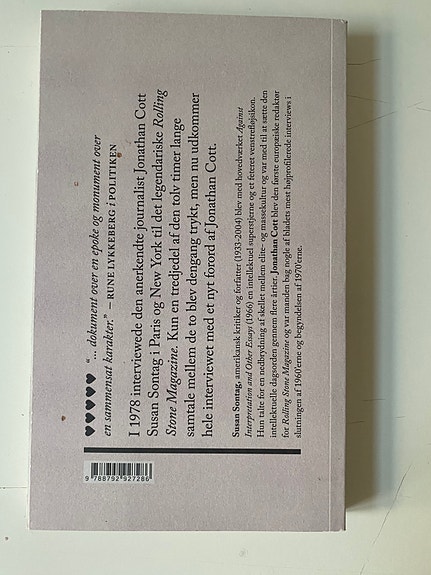 ♥♥♥♥♥ "... dokument over en epoke og monument over
en sammensat karakter." – RUNE LYKKEBERG i POLITIKEN
I 1978 interviewede den anerkendte journalist Jonathan Cott
Susan Sontag i Paris og New York til det legendariske Rolling
Stone Magazine. Kun en tredjedel af den tolv timer lange
samtale mellem de to blev dengang trykt, men nu udkommer
hele interviewet med et nyt forord af Jonathan Cott.
Susan Sontag, amerikansk kritiker og forfatter (1933-2004) blev med hovedværket Against
Interpretation and Other Essays (1966) en intellektuel superstjerne og et feteret venstrefløjsikon.
Hun talte for en nedbrydning af skellet mellem elite- og massekultur og var med til at sætte den
intellektuelle dagsorden gennem flere årtier. Jonathan Cott blev den første europæiske redaktør
for Rolling Stone Magazine og var manden bag nogle af bladets mest højprofilerede interviews i
slutningen af 1960'erne og begyndelsen af 1970'erne.
9 788792 927286